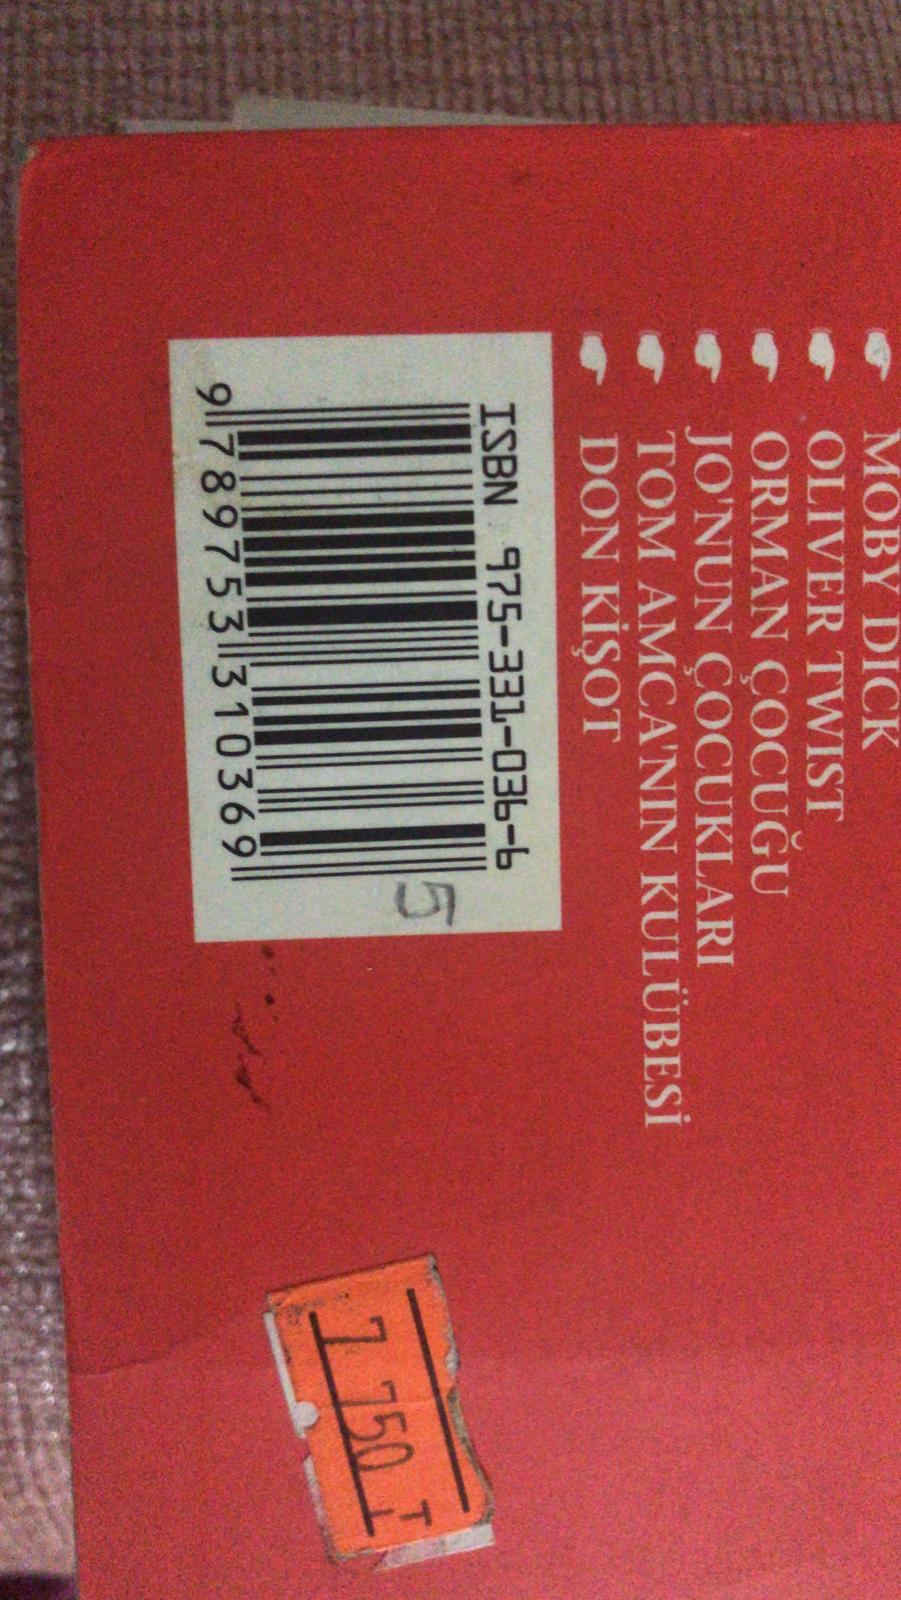 MOBY DICK
OLIVER TWIST
ORMAN ÇOCUĞU
JO'NUN ÇOCUKLARI
TOM AMCA'NIN KULÜBESİ
DON KİŞOT
ISBN 975-331-036-6
9 789753 310369
5
7 750 T